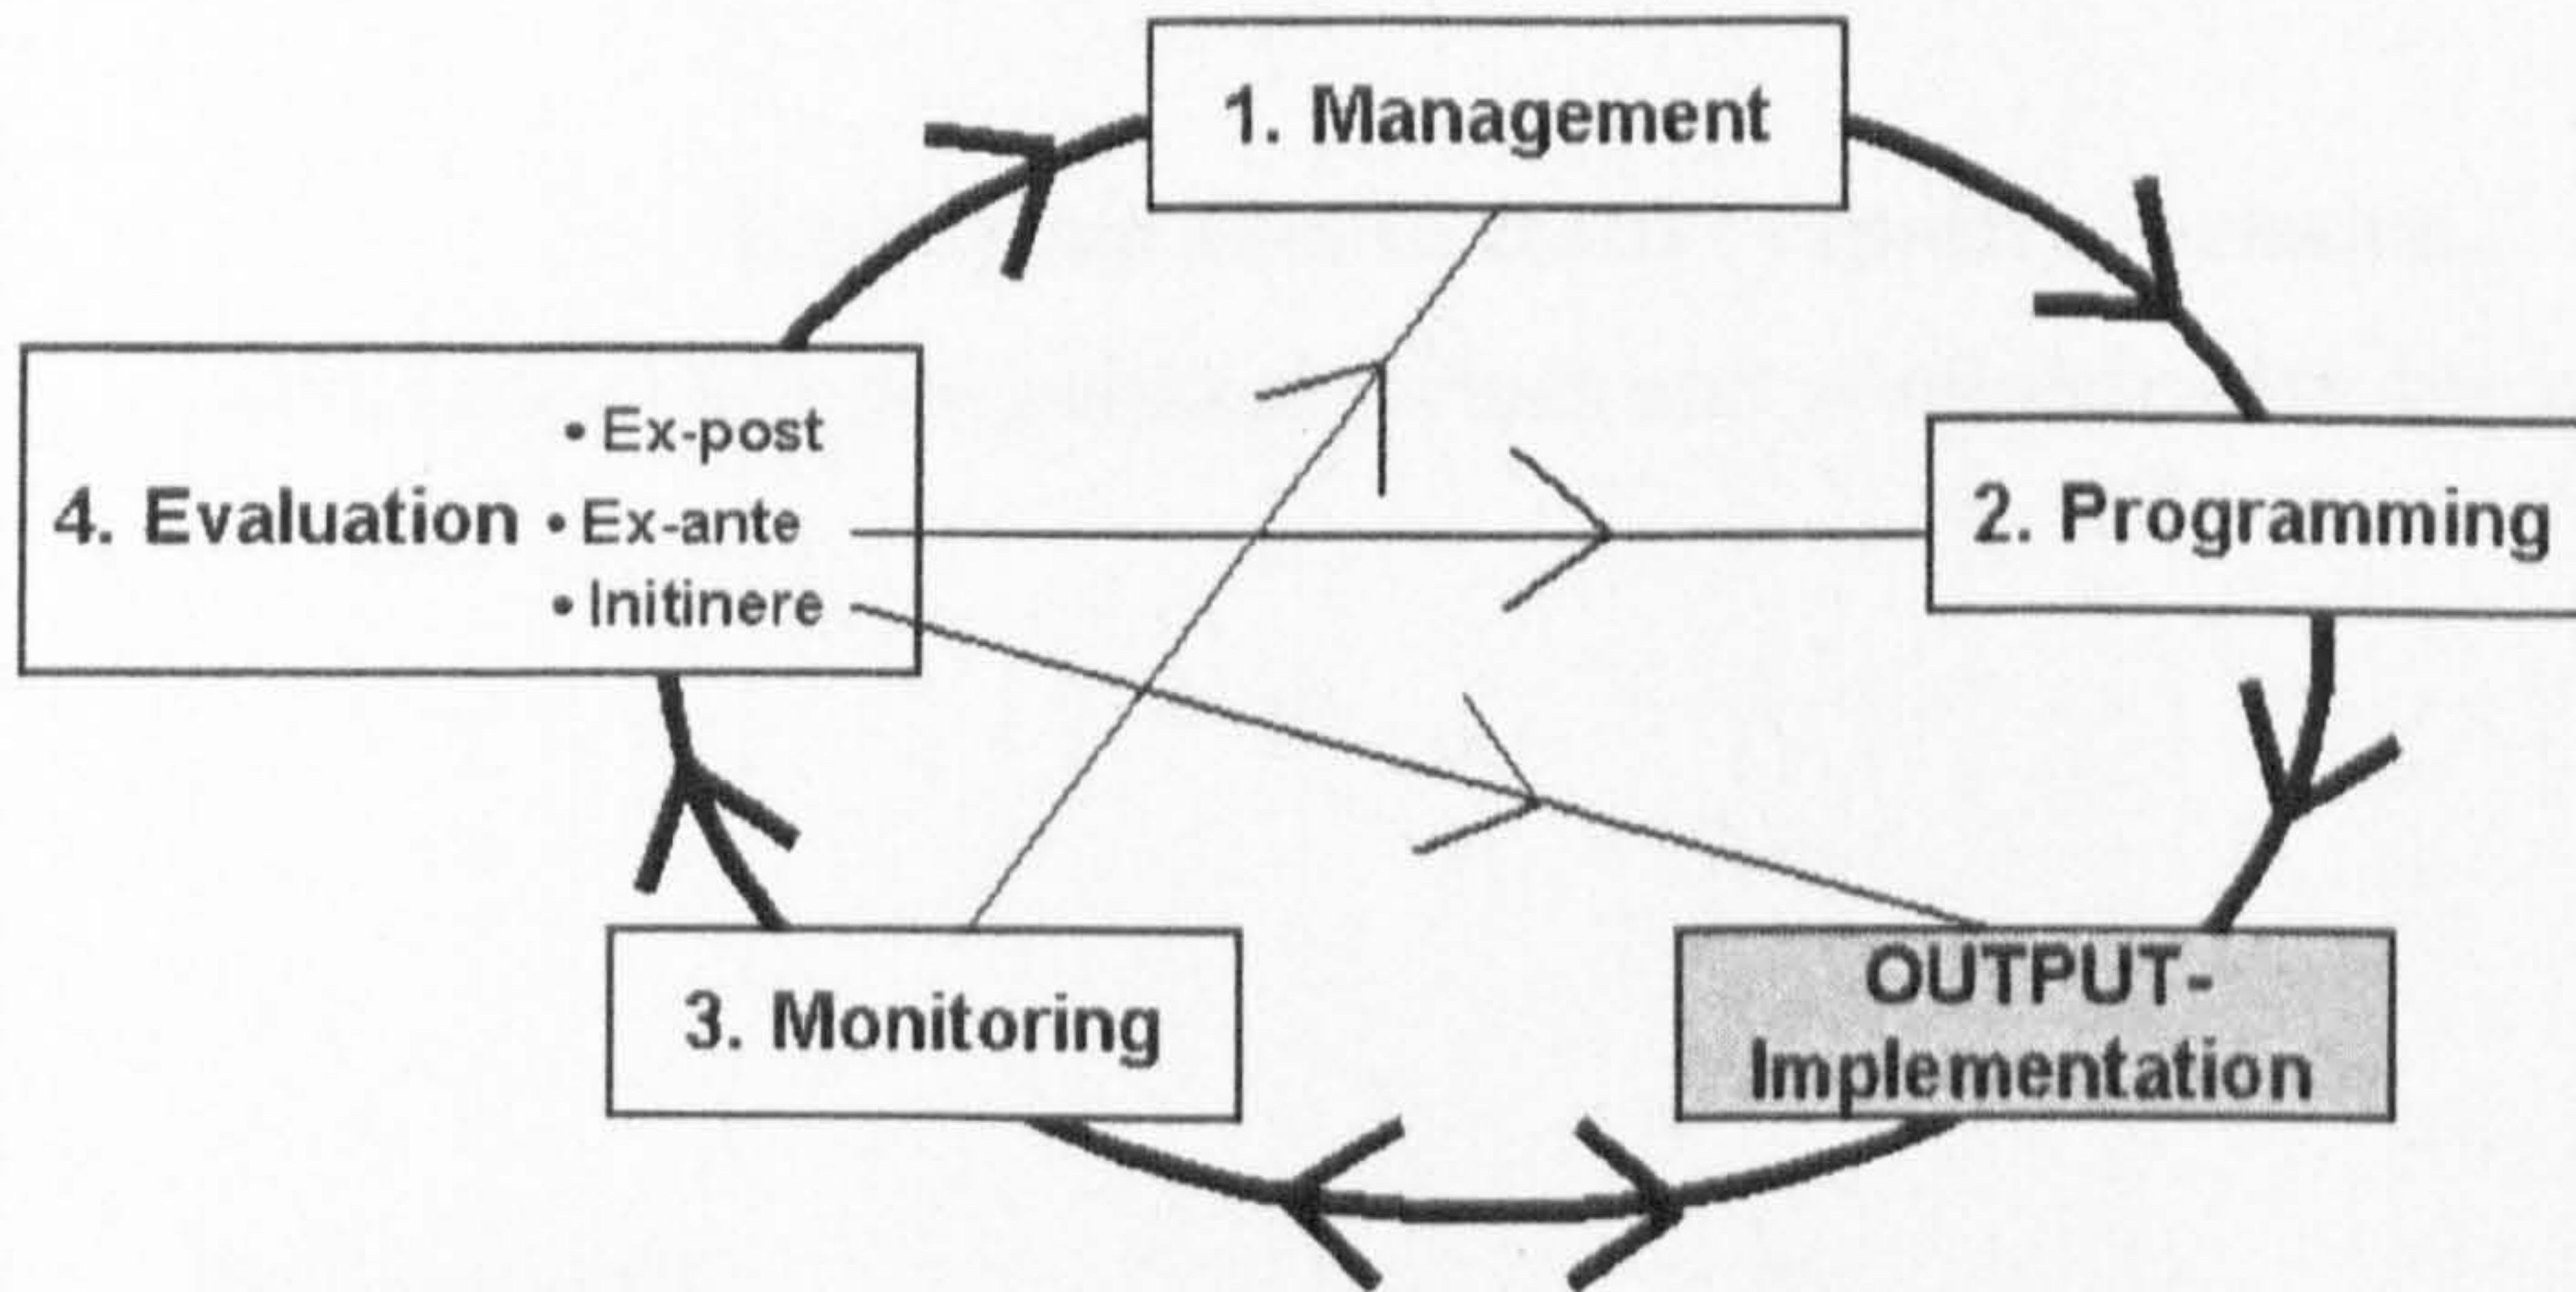 1. Management
• Ex-post
4. Evaluation • Ex-ante
• Initinere
2. Programming
3. Monitoring
OUTPUT-
Implementation